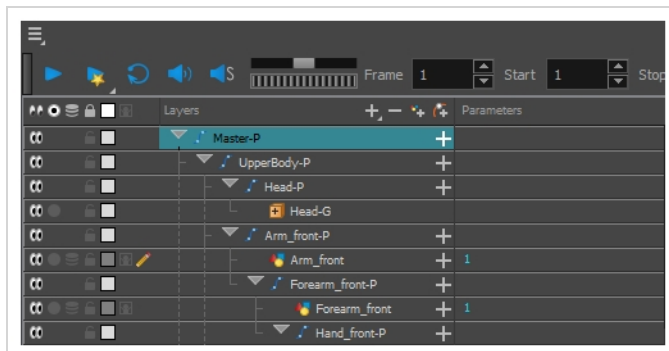 S Frame 1 Start 1 Stop
Layers Parameters
Master-P
UpperBody-P
Head-P
Head-G
Arm_front-P
Arm_front 1
Forearm_front-P
Forearm_front 1
Hand_front-P